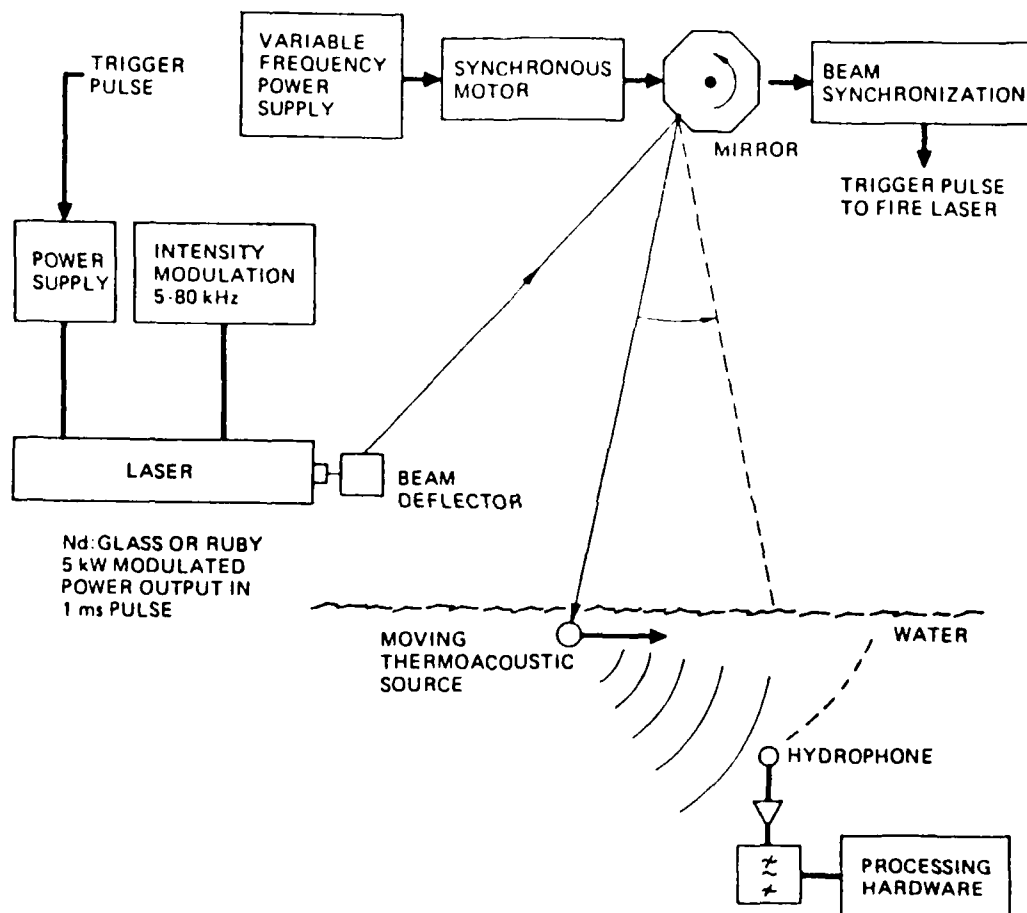 TRIGGER
PULSE
VARIABLE
FREQUENCY
POWER
SUPPLY
SYNCHRONOUS
MOTOR
MIRROR
BEAM
SYNCHRONIZATION
TRIGGER PULSE
TO FIRE LASER
POWER
SUPPLY
INTENSITY
MODULATION
5-80 kHz
LASER
BEAM
DEFLECTOR
Nd:GLASS OR RUBY
5 kW MODULATED
POWER OUTPUT IN
1 ms PULSE
MOVING
THERMOACOUSTIC
SOURCE
WATER
HYDROPHONE
PROCESSING
HARDWARE